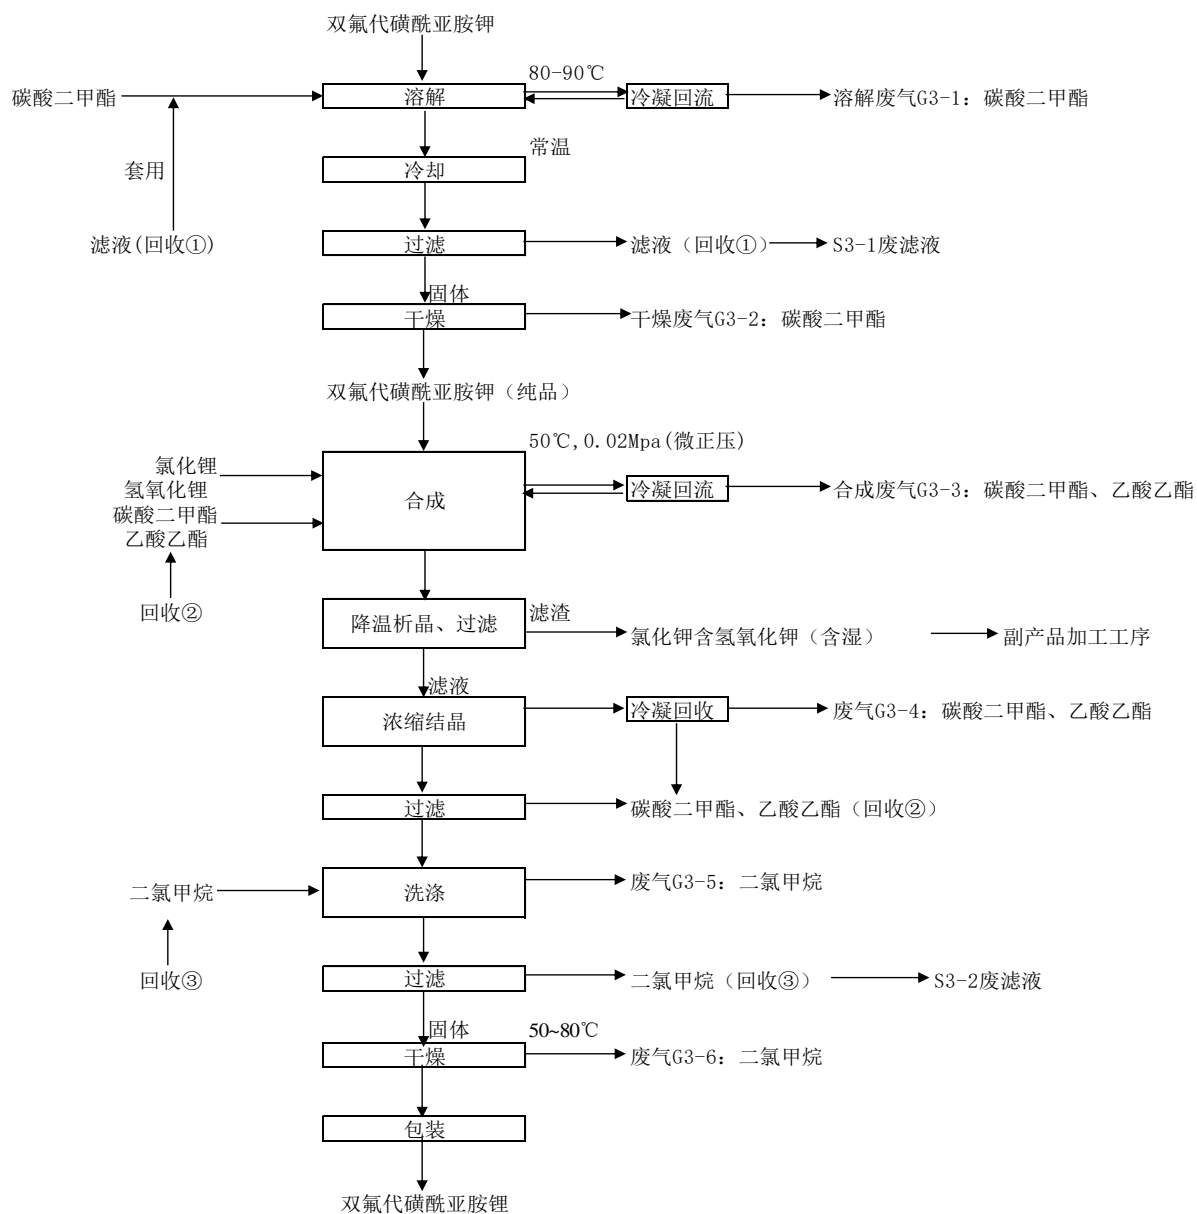 双氟代磺酰亚胺钾
80-90℃
碳酸二甲酯
溶解
冷凝回流
溶解废气G3-1：碳酸二甲酯
常温
套用
冷却
滤液(回收①)
过滤
滤液（回收①）
S3-1废滤液
固体
干燥
干燥废气G3-2：碳酸二甲酯
双氟代磺酰亚胺钾（纯品）
50℃,0.02Mpa(微正压)
氯化锂
氢氧化锂
碳酸二甲酯
乙酸乙酯
合成
冷凝回流
合成废气G3-3：碳酸二甲酯、乙酸乙酯
回收②
降温析晶、过滤
滤渣
氯化钾含氢氧化钾（含湿）
副产品加工工序
滤液
浓缩结晶
冷凝回收
废气G3-4：碳酸二甲酯、乙酸乙酯
过滤
碳酸二甲酯、乙酸乙酯（回收②）
二氯甲烷
洗涤
废气G3-5：二氯甲烷
回收③
过滤
二氯甲烷（回收③）
S3-2废滤液
固体
50~80℃
干燥
废气G3-6：二氯甲烷
包装
双氟代磺酰亚胺锂